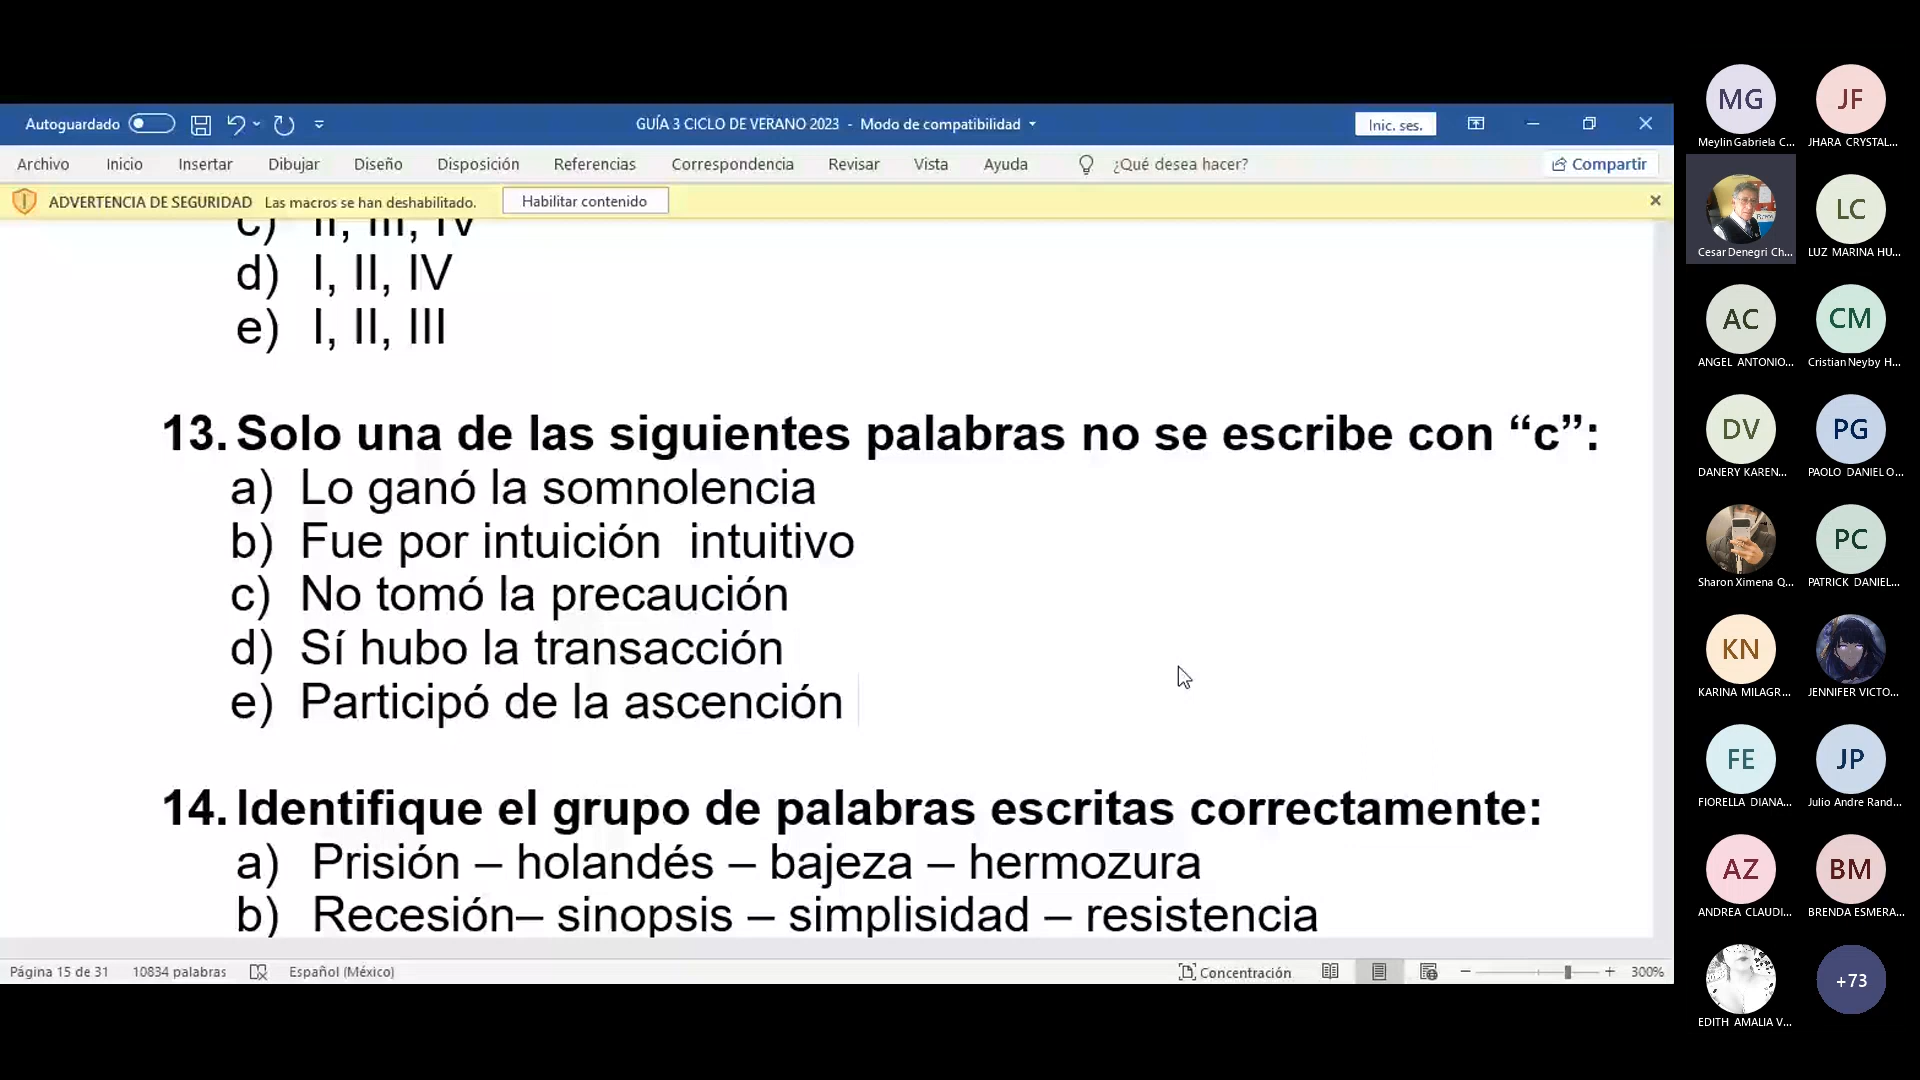 Autoguardado
GUÍA 3 CICLO DE VERANO 2023 - Modo de compatibilidad
Inic. ses.
Archivo Inicio Insertar Dibujar Diseño Disposición Referencias Correspondencia Revisar Vista Ayuda ¿Qué desea hacer? Compartir
ADVERTENCIA DE SEGURIDAD Las macros se han deshabilitado. Habilitar contenido
c) II, III, IV
d) I, II, IV
e) I, II, III
13. Solo una de las siguientes palabras no se escribe con “c”:
a) Lo ganó la somnolencia
b) Fue por intuición intuitivo
c) No tomó la precaución
d) Sí hubo la transacción
e) Participó de la ascención
14. Identifique el grupo de palabras escritas correctamente:
a) Prisión – holandés – bajeza – hermozura
b) Recesión– sinopsis – simplisidad – resistencia
Página 15 de 31 10834 palabras Español (México) Concentración 300%
MG JF
Meylin Gabriela C... JHARA CRYSTAL...
LC
Cesar Denegri Ch... LUZ MARINA HU...
AC CM
ANGEL ANTONIO... Cristian Neyby H...
DV PG
DANERY KAREN... PAOLO DANIEL O...
PC
Sharon Ximena Q... PATRICK DANIEL...
KN
KARINA MILAGR... JENNIFER VICTO...
FE JP
FIORELLA DIANA... Julio Andre Rand...
AZ BM
ANDREA CLAUDI... BRENDA ESMERA...
+73
EDITH AMALIA V...